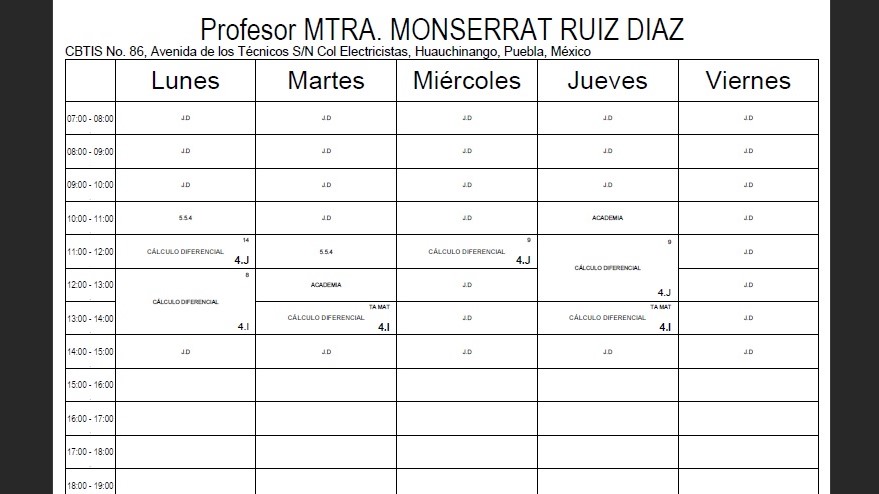 Profesor MTRA. MONSERRAT RUIZ DIAZ
CBTIS No. 86, Avenida de los Técnicos S/N Col Electricistas, Huauchinango, Puebla, México
Lunes Martes Miércoles Jueves Viernes
07:00 - 08:00 J.D J.D J.D J.D J.D
08:00 - 09:00 J.D J.D J.D J.D J.D
09:00 - 10:00 J.D J.D J.D J.D J.D
10:00 - 11:00 5.5.4 J.D J.D ACADEMIA J.D
14 9 9
11:00 - 12:00 CÁLCULO DIFERENCIAL 5.5.4 CÁLCULO DIFERENCIAL J.D
4.J 4.J
CÁLCULO DIFERENCIAL
8
12:00 - 13:00 ACADEMIA J.D J.D
4.J
CÁLCULO DIFERENCIAL
TA MAT TA MAT
13:00 - 14:00 CÁLCULO DIFERENCIAL J.D CÁLCULO DIFERENCIAL J.D
4.I 4.I 4.I
14:00 - 15:00 J.D J.D J.D J.D J.D
15:00 - 16:00
16:00 - 17:00
17:00 - 18:00
18:00 - 19:00